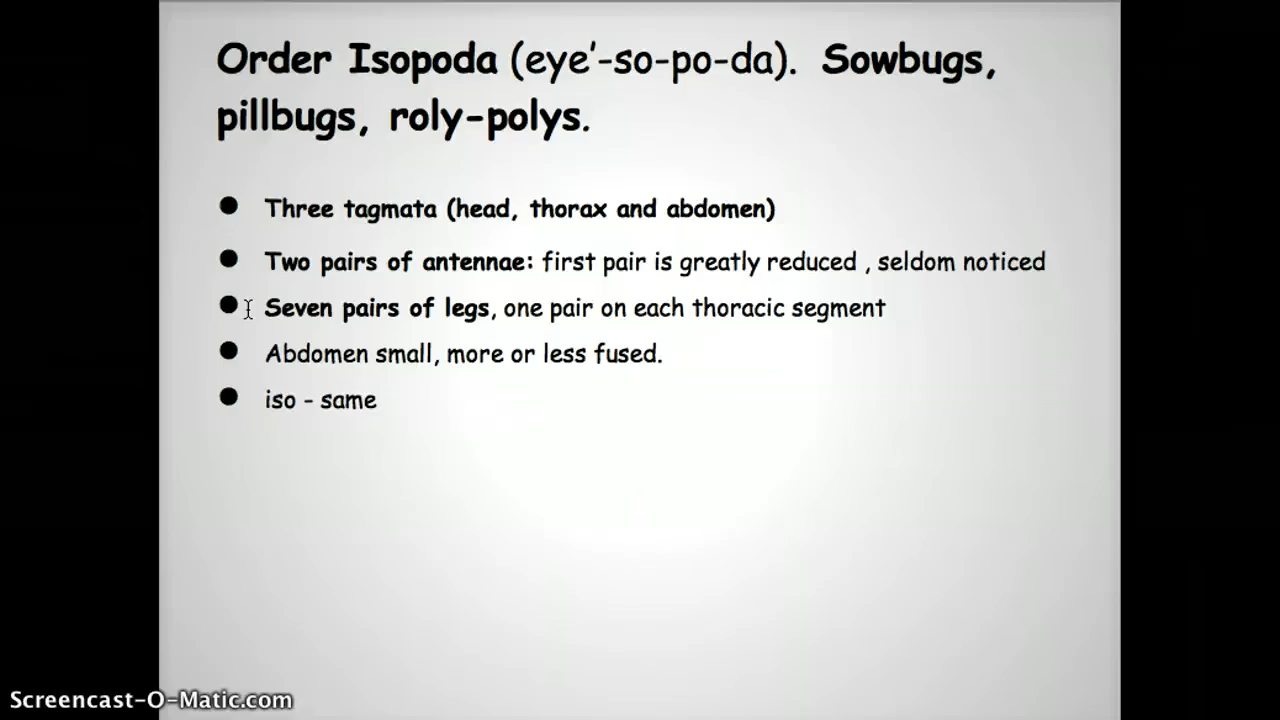 Order Isopoda (eye’-so-po-da). Sowbugs,
pillbugs, roly-polys.
● Three tagmata (head, thorax and abdomen)
● Two pairs of antennae: first pair is greatly reduced , seldom noticed
● Seven pairs of legs, one pair on each thoracic segment
● Abdomen small, more or less fused.
● iso - same
Screencast-O-Matic.com